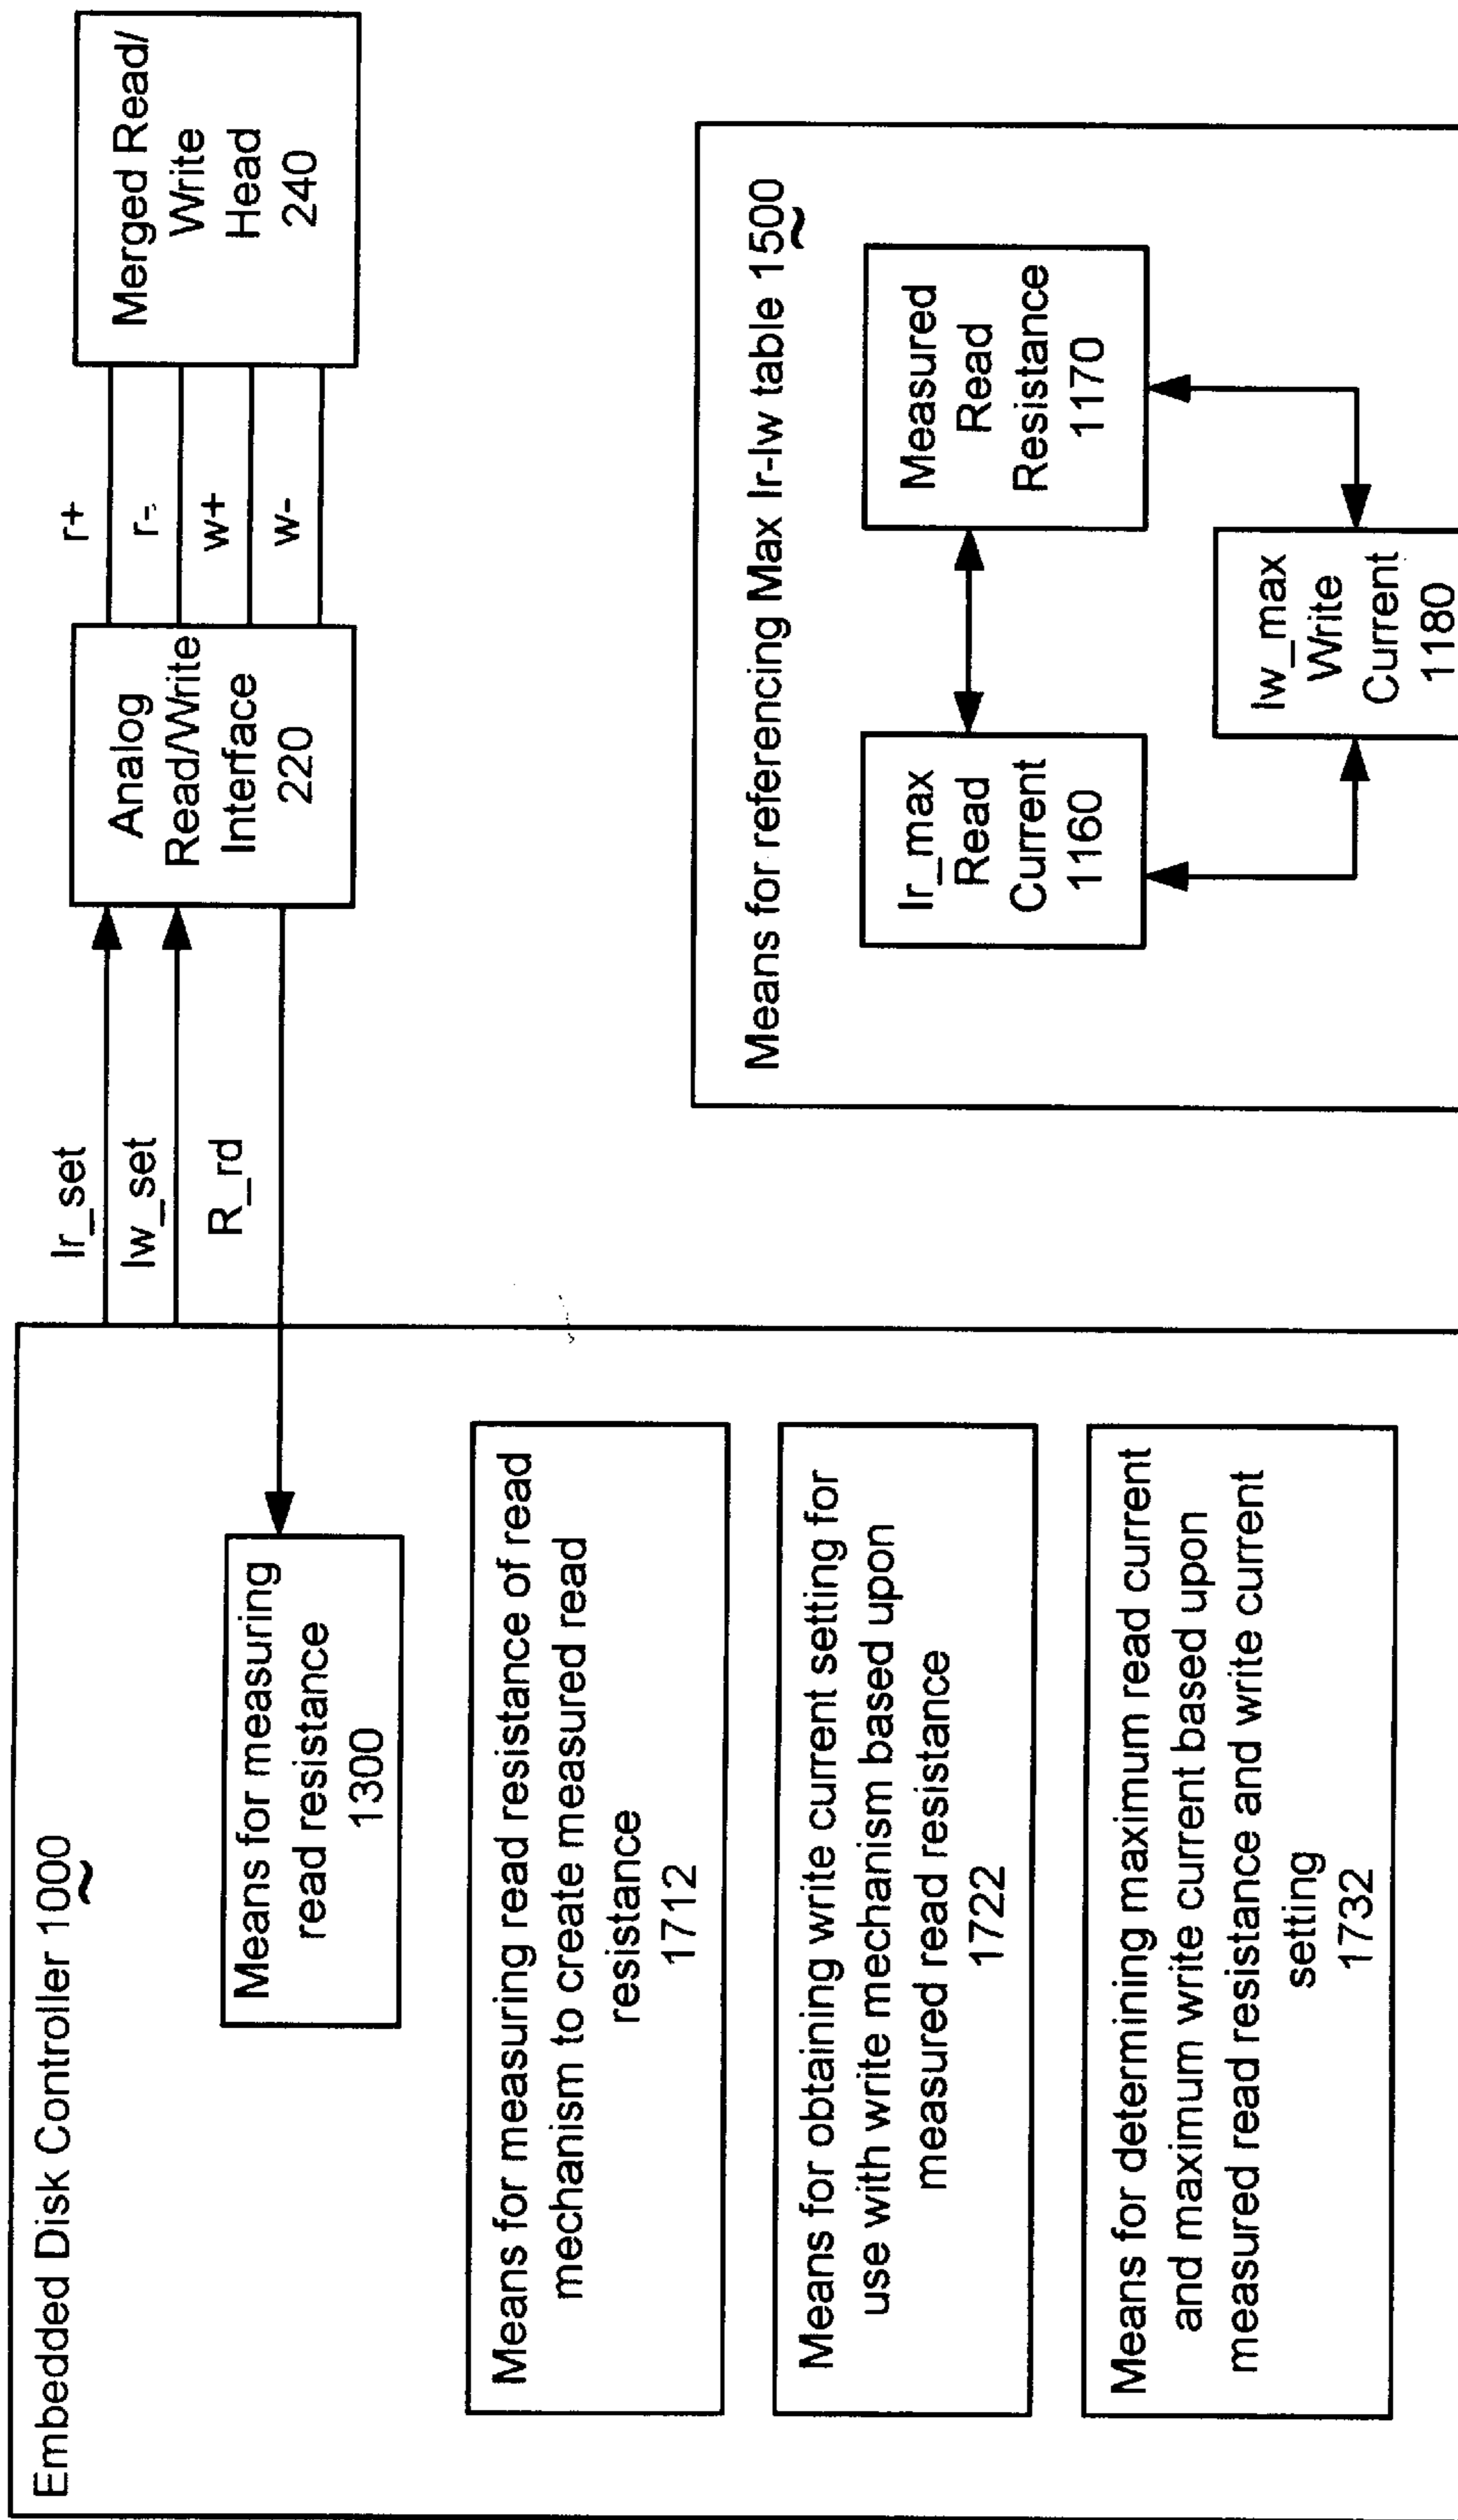 Embedded Disk Controller 1000
Means for measuring
read resistance
1300
Means for measuring read resistance of read
mechanism to create measured read
resistance
1712
Means for obtaining write current setting for
use with write mechanism based upon
measured read resistance
1722
Means for determining maximum read current
and maximum write current based upon
measured read resistance and write current
setting
1732
Ir_set
Iw_set
R_rd
Analog
Read/Write
Interface
220
r+
r-
w+
w-
Merged Read/
Write
Head
240
Means for referencing Max Ir-Iw table 1500
Ir_max
Read
Current
1160
Measured
Read
Resistance
1170
Iw_max
Write
Current
1180